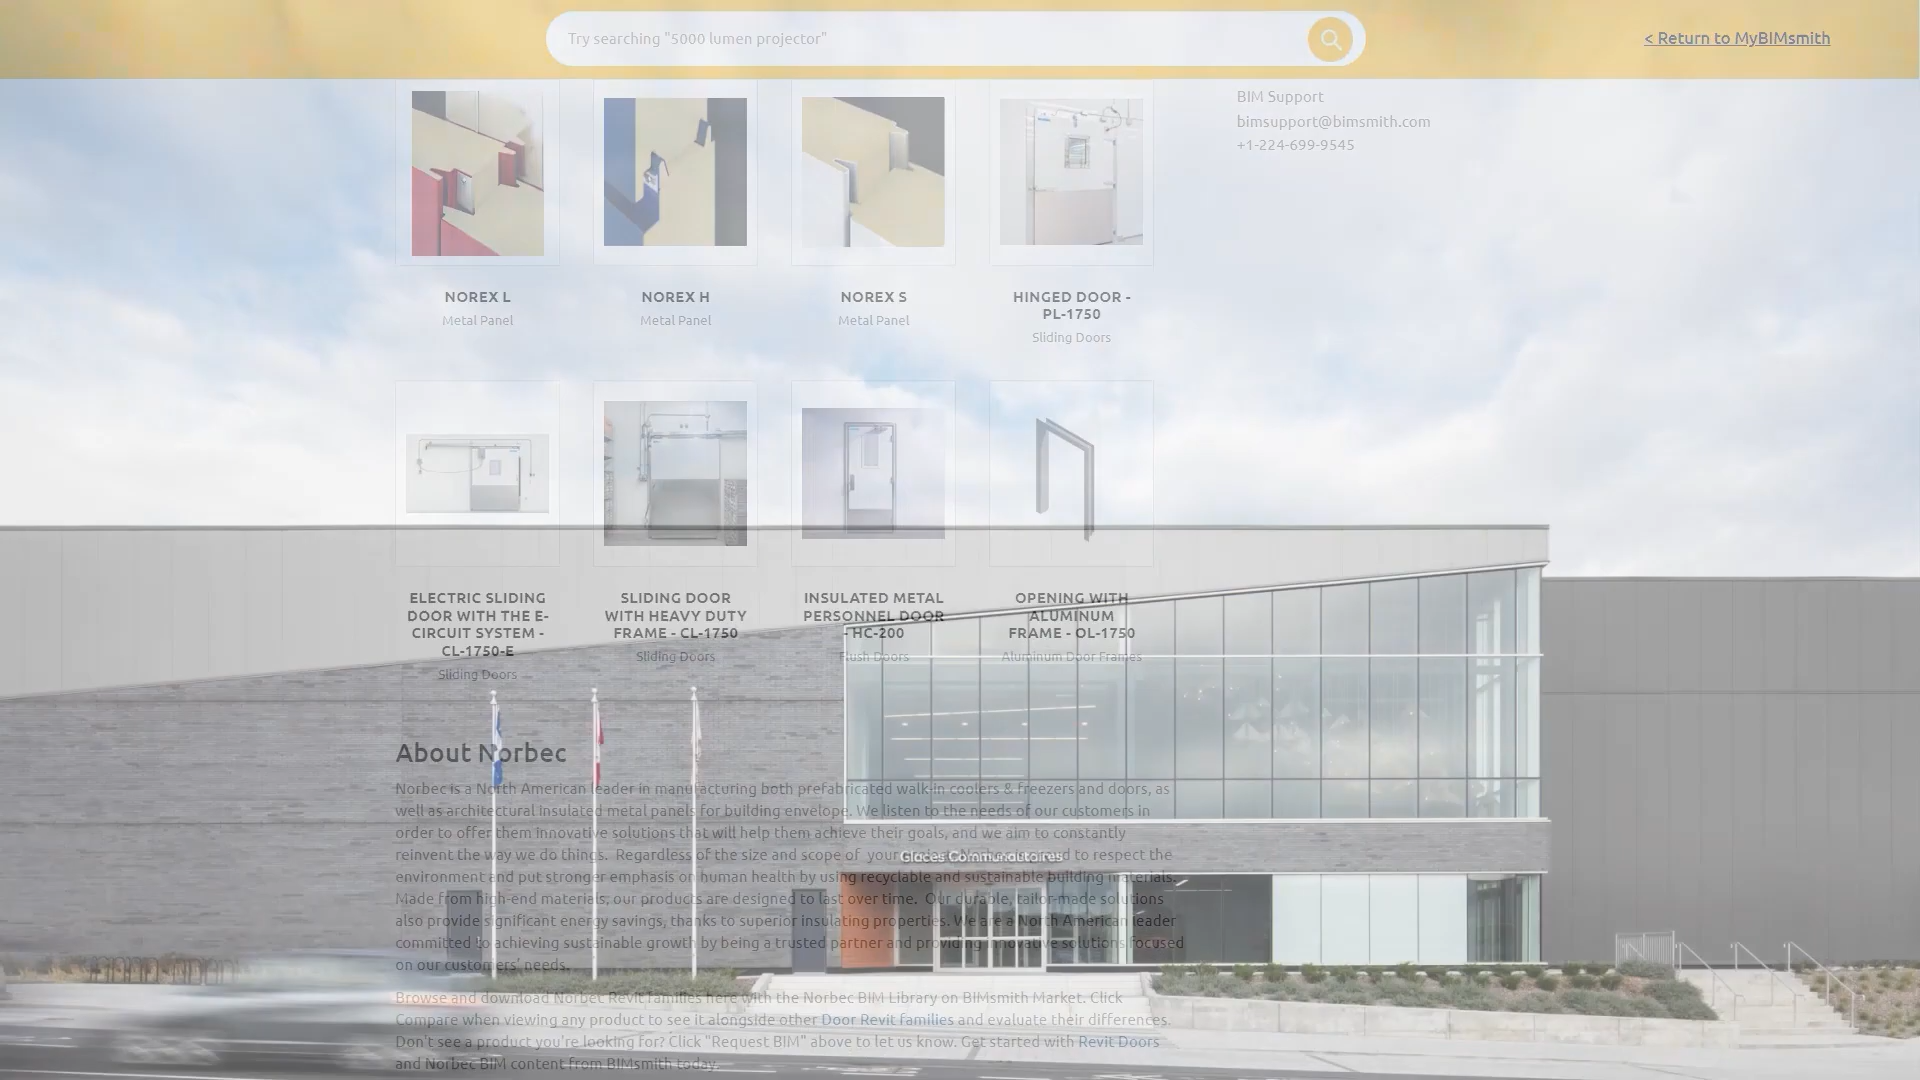 Try searching "5000 lumen projector"
< Return to MyBIMsmith
BIM Support
bimsupport@bimsmith.com
+1-224-699-9545
NOREX L
Metal Panel
NOREX H
Metal Panel
NOREX S
Metal Panel
HINGED DOOR -
PL-1750
Sliding Doors
ELECTRIC SLIDING
DOOR WITH THE E-
CIRCUIT SYSTEM -
CL-1750-E
Sliding Doors
SLIDING DOOR
WITH HEAVY DUTY
FRAME - CL-1750
Sliding Doors
INSULATED METAL
PERSONNEL DOOR
- HC-200
Flush Doors
OPENING WITH
ALUMINUM
FRAME - OL-1750
Aluminum Door Frames
About Norbec
Norbec is a North American leader in manufacturing both prefabricated walk-in coolers & freezers and doors, as
well as architectural insulated metal panels for building envelope. We listen to the needs of our customers in
order to offer them innovative solutions that will help them achieve their goals, and we aim to constantly
reinvent the way we do things. Regardless of the size and scope of your to respect the
Glaces Communautaires
environment and put stronger emphasis on human health by using recyclable and sustainable building materials.
Made from high-end materials, our products are designed to last over time. Our durable, tailor-made solutions
also provide significant energy savings, thanks to superior insulating properties. We are a North American leader
committed to achieving sustainable growth by being a trusted partner and providing innovative solutions focused
on our customers' needs.
Browse and download Norbec Revit families here with the Norbec BIM Library on BIMsmith Market. Click
Compare when viewing any product to see it alongside other Door Revit families and evaluate their differences.
Don't see a product you're looking for? Click "Request BIM" above to let us know. Get started with Revit Doors
and Norbec BIM content from BIMsmith today.